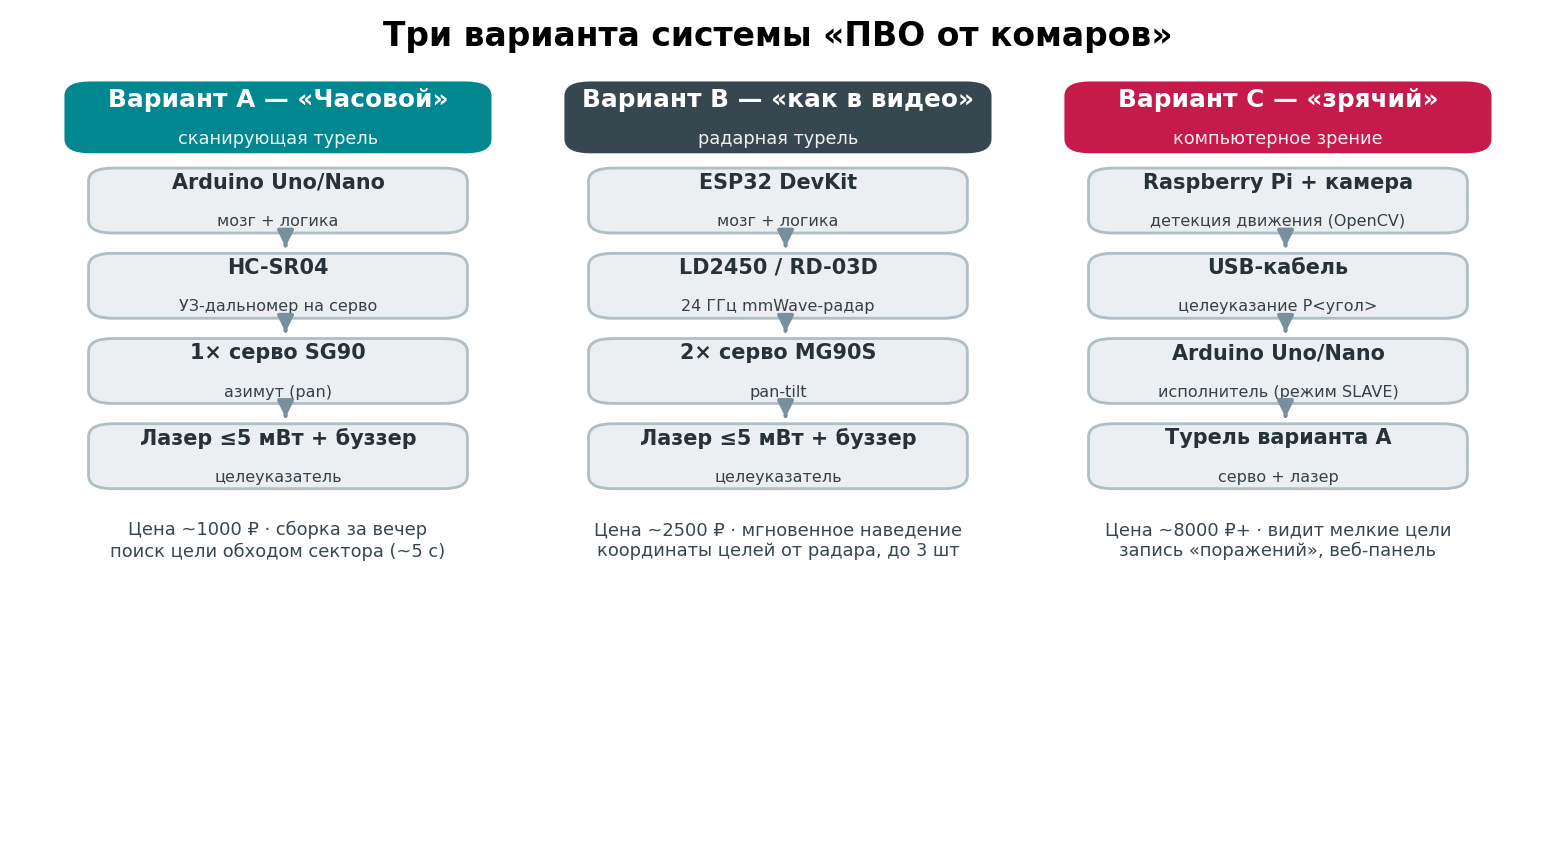 Три варианта системы «ПВО от комаров»
Вариант A — «Часовой»
сканирующая турель
Arduino Uno/Nano
мозг + логика
HC-SR04
УЗ-дальномер на серво
1× серво SG90
азимут (pan)
Лазер ≤5 мВт + буззер
целеуказатель
Цена ~1000 ₽ · сборка за вечер
поиск цели обходом сектора (~5 с)
Вариант B — «как в видео»
радарная турель
ESP32 DevKit
мозг + логика
LD2450 / RD-03D
24 ГГц mmWave-радар
2× серво MG90S
pan-tilt
Лазер ≤5 мВт + буззер
целеуказатель
Цена ~2500 ₽ · мгновенное наведение
координаты целей от радара, до 3 шт
Вариант C — «зрячий»
компьютерное зрение
Raspberry Pi + камера
детекция движения (OpenCV)
USB-кабель
целеуказание P<угол>
Arduino Uno/Nano
исполнитель (режим SLAVE)
Турель варианта A
серво + лазер
Цена ~8000 ₽+ · видит мелкие цели
запись «поражений», веб-панель